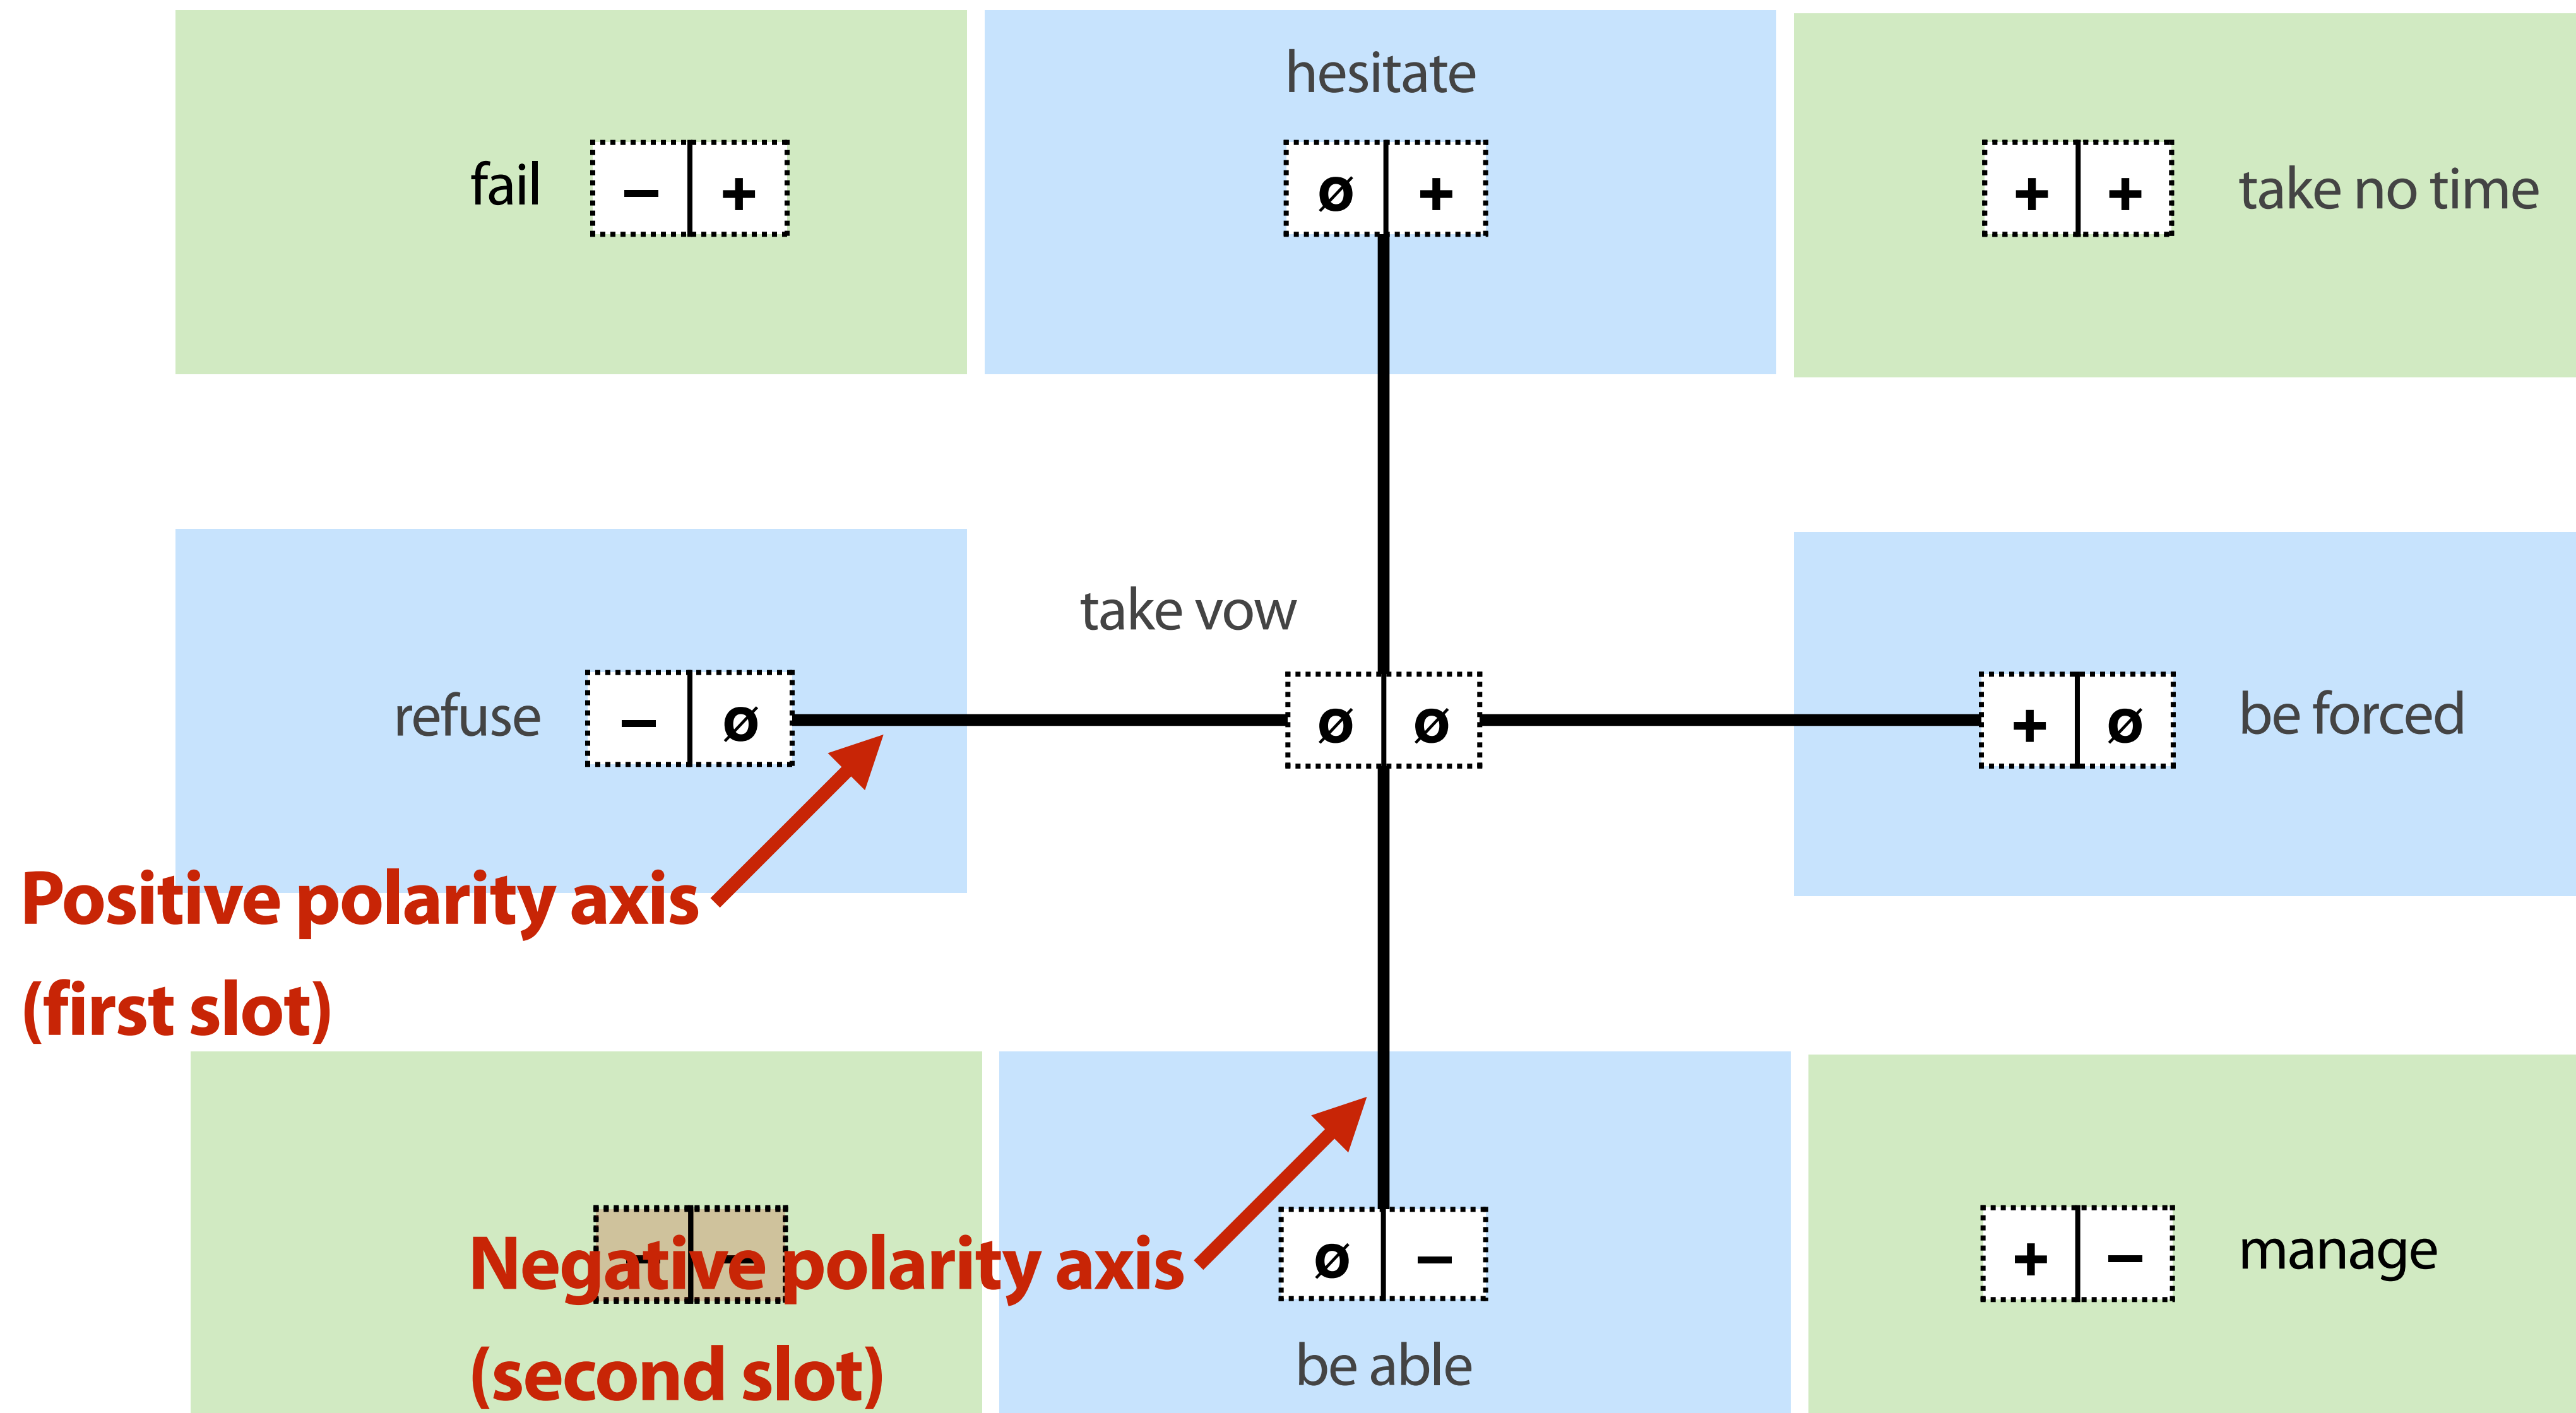 hesitate
fail – + ø + + + take no time
take vow
refuse – ø ø ø + ø be forced
Positive polarity axis
(first slot)
– – ø – + – manage
Negative polarity axis
(second slot)
be able